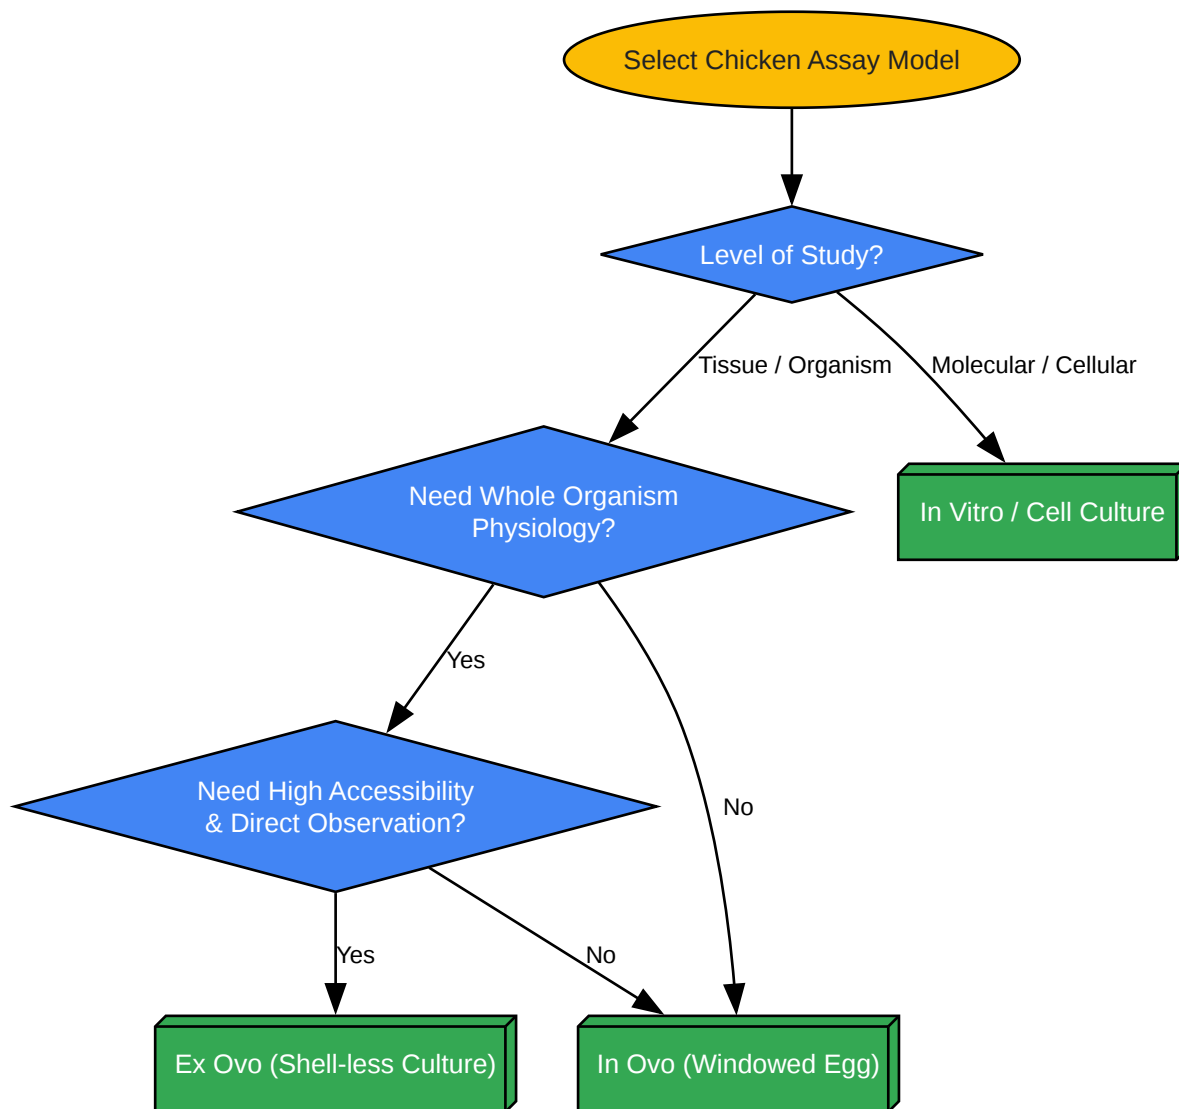 Select Chicken Assay Model
Level of Study?
Tissue / Organism
Molecular / Cellular
Need Whole Organism
Physiology?
In Vitro / Cell Culture
Yes
No
Need High Accessibility
& Direct Observation?
Yes
No
Ex Ovo (Shell-less Culture)
In Ovo (Windowed Egg)